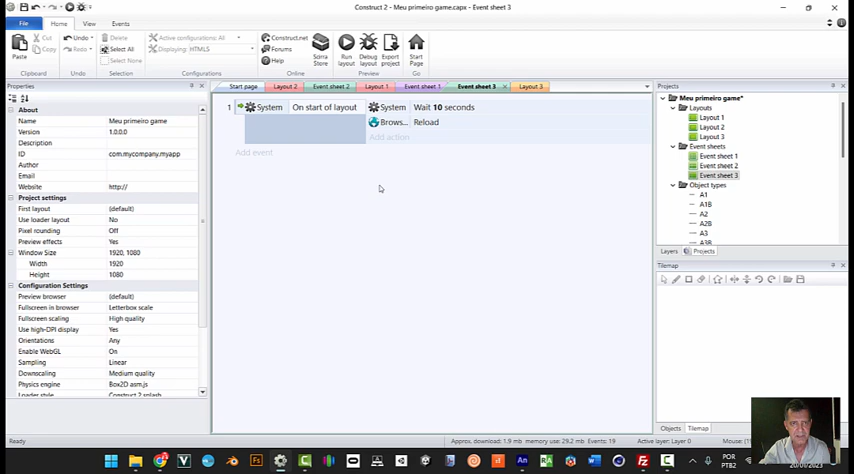 Construct 2 - Meu primeiro game.capx - Event sheet 3
File Home View Events
Paste
Cut
Copy
Clipboard
Undo
Redo
Undo
Delete
Select All
Select None
Selection
Active configurations: All
Displaying: HTML5
Configurations
Construct.net
Forums
Help
Online
Scirra Store
Run layout
Debug layout
Export project
Preview
Start Page
Go
Properties
About
Name Meu primeiro game
Version 1.0.0.0
Description
ID com.mycompany.myapp
Author
Email
Website http://
Project settings
First layout (default)
Use loader layout No
Pixel rounding Off
Preview effects Yes
Window Size 1920, 1080
Width 1920
Height 1080
Configuration Settings
Preview browser (default)
Fullscreen in browser Letterbox scale
Fullscreen scaling High quality
Use high-DPI display Yes
Orientations Any
Enable WebGL On
Sampling Linear
Downscaling Medium quality
Physics engine Box2D asm.js
Loader style Construct 2 splash
Start page Layout 2 Event sheet 2 Layout 1 Event sheet 1 Event sheet 3 Layout 3
1 System On start of layout System Wait 10 seconds
Brows... Reload
Add action
Add event
Projects
Meu primeiro game*
Layouts
Layout 1
Layout 2
Layout 3
Event sheets
Event sheet 1
Event sheet 2
Event sheet 3
Object types
A1
A1B
A2
A2B
A3
A3B
Layers Projects
Tilemap
Objects Tilemap
Ready Approx. download: 1.9 mb memory use: 29.2 mb Events: 19 Active layer: Layer 0 Mouse:
POR
PTB2
20/01/2023